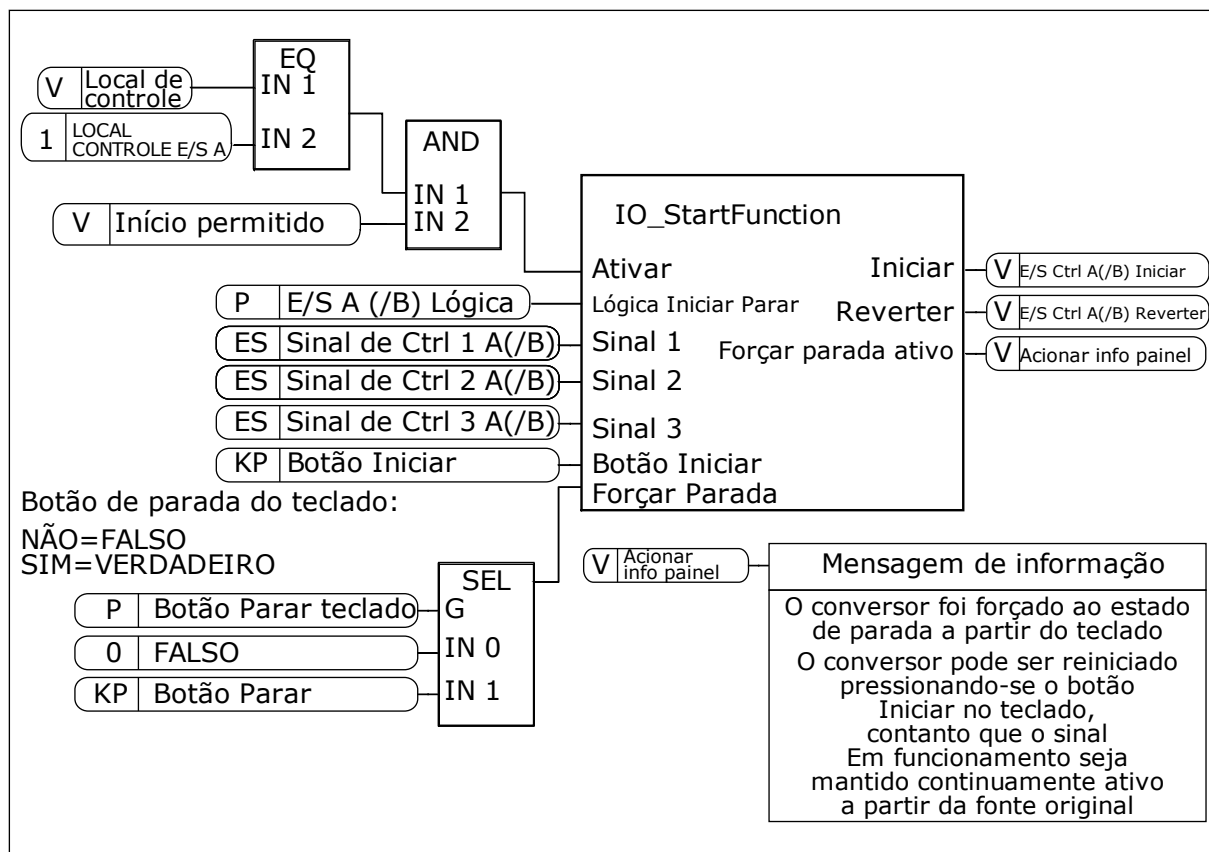 EQ
V Local de
controle
IN 1
1 LOCAL
CONTROLE E/S A
IN 2
AND
IN 1
V Início permitido
IN 2
IO_StartFunction
Ativar
Iniciar
V E/S Ctrl A(/B) Iniciar
P E/S A (/B) Lógica
Lógica Iniciar Parar
Reverter
V E/S Ctrl A(/B) Reverter
ES Sinal de Ctrl 1 A(/B)
Sinal 1
Forçar parada ativo
V Acionar info painel
ES Sinal de Ctrl 2 A(/B)
Sinal 2
ES Sinal de Ctrl 3 A(/B)
Sinal 3
KP Botão Iniciar
Botão Iniciar
Forçar Parada
Botão de parada do teclado:
NÃO=FALSO
SIM=VERDADEIRO
SEL
P Botão Parar teclado
G
0 FALSO
IN 0
KP Botão Parar
IN 1
V Acionar
info painel
Mensagem de informação
O conversor foi forçado ao estado
de parada a partir do teclado
O conversor pode ser reiniciado
pressionando-se o botão
Iniciar no teclado,
contanto que o sinal
Em funcionamento seja
mantido continuamente ativo
a partir da fonte original